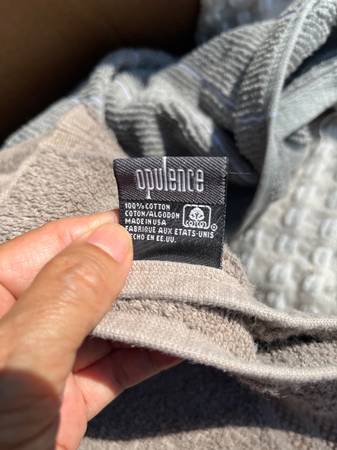 opulence
100% COTTON
COTON/ALGODON
MADE IN USA
FABRIQUE AUX ETATS-UNIS
HECHO EN EE.UU.
COTTON
®